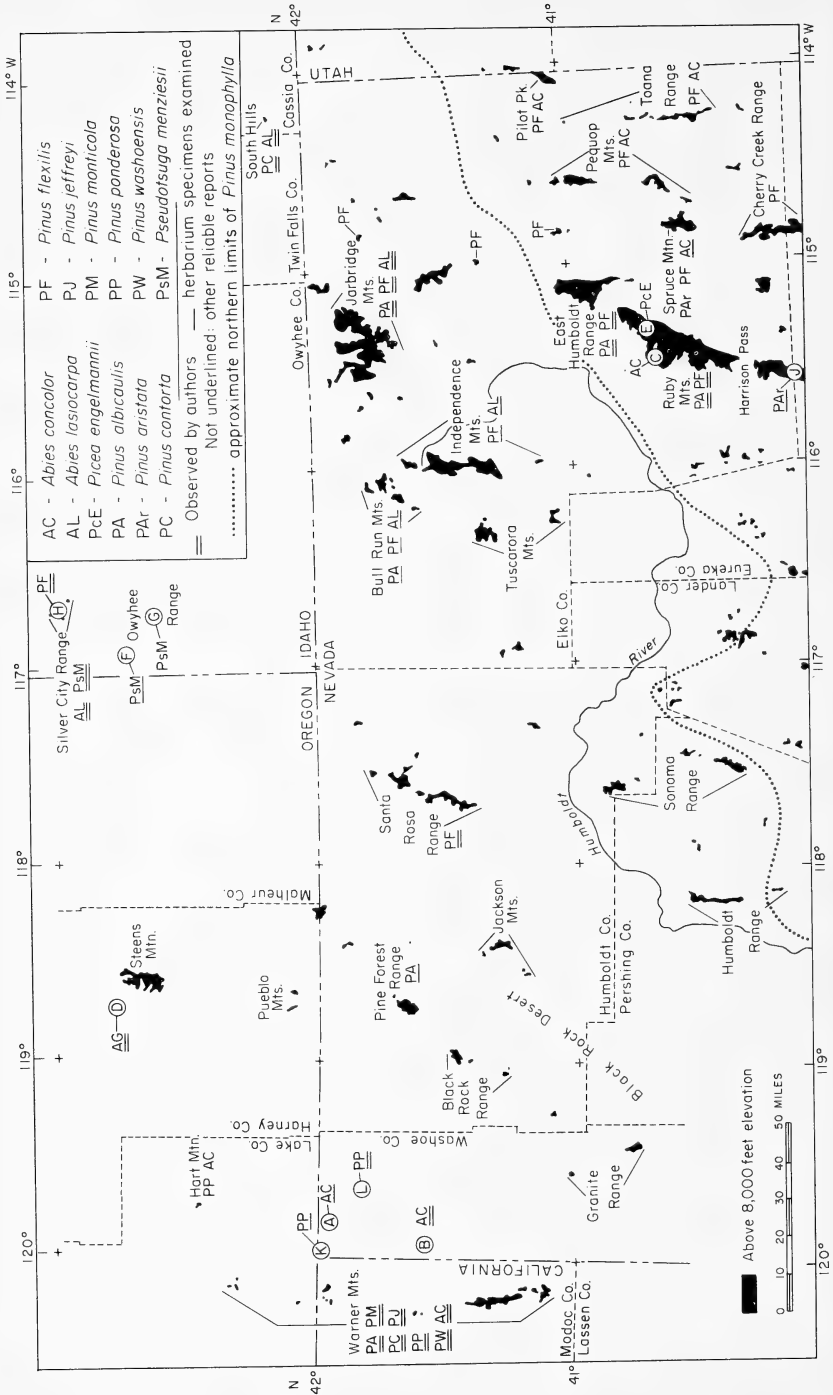 114° W
115°
116°
117°
118°
119°
120°
N
42°
41°
AC - Abies concolor
AL - Abies lasiocarpa
PcE - Picea engelmannii
PA - Pinus albicaulis
PAr - Pinus aristata
PC - Pinus contorta
PF - Pinus flexilis
PJ - Pinus jeffreyi
PM - Pinus monticola
PP - Pinus ponderosa
PW - Pinus washoensis
PsM - Pseudotsuga menziesii
Observed by authors
herbarium specimens examined
Not underlined: other reliable reports
approximate northern limits of Pinus monophylla
Silver City Range
AL PsM
H
PF
PsM
F
Owyhee
Range
PsM
G
South Hills
PC AL
Owyhee Co.
Twin Falls Co.
Cassia Co.
UTAH
IDAHO
NEVADA
OREGON
Malheur Co.
Harney Co.
Lake Co.
Washoe Co.
CALIFORNIA
Steens
Mtn.
AG
D
Pueblo
Mts.
Hart Mtn.
PP AC
PP
K
A
AC
L
PP
B
AC
Warner Mts.
PA PM
PC PJ
PP
PW AC
Modoc Co.
Lassen Co.
Granite
Range
Black
Rock
Range
Black Rock Desert
Pine Forest
Range
PA
Jackson
Mts.
Santa
Rosa
Range
PF
Humboldt Co.
Pershing Co.
Humboldt
River
Humboldt
Range
Sonoma
Range
Bull Run Mts.
PA PF AL
Independence
Mts.
PF AL
Tuscarora
Mts.
Elko Co.
Lander Co.
Eureka Co.
Jarbridge
Mts.
PA PF AL
PF
PF
PF
East
Humboldt
Range
PA PF
AC
C
E
PcE
Ruby
Mts.
PA PF
Harrison Pass
PAr
J
Spruce Mtn.
PAr PF AC
Cherry Creek Range
PF
Pequop
Mts.
PF AC
Pilot Pk.
PF AC
Toana
Range
PF AC
Above 8,000 feet elevation
0 10 20 30 40 50 MILES
N
42°
41°
120°
119°
118°
117°
116°
115°
114°